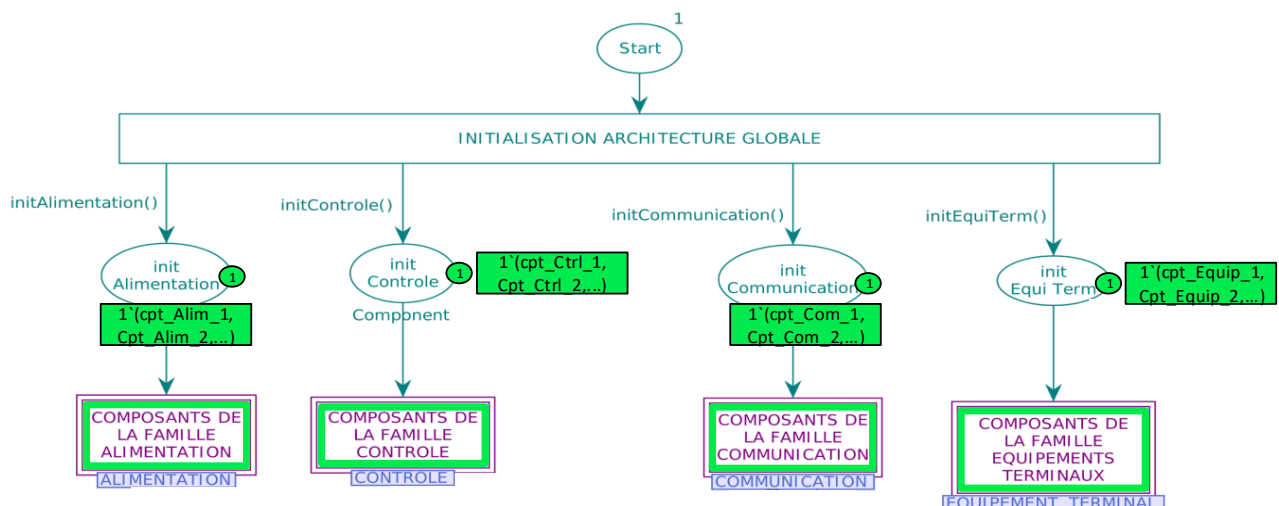 1
Start
INITIALISATION ARCHITECTURE GLOBALE
initAlimentation()
initControle()
initCommunication()
initEquiTerm()
init
Alimentation
1
1`(cpt_Alim_1,
Cpt_Alim_2,...)
init
Controle
1
1`(cpt_Ctrl_1,
Cpt_Ctrl_2,...)
Component
init
Communication
1
1`(cpt_Com_1,
Cpt_Com_2,...)
init
Equi Term
1
1`(cpt_Equip_1,
Cpt_Equip_2,...)
COMPOSANTS DE
LA FAMILLE
ALIMENTATION
ALIMENTATION
COMPOSANTS DE
LA FAMILLE
CONTROLE
CONTROLE
COMPOSANTS DE
LA FAMILLE
COMMUNICATION
COMMUNICATION
COMPOSANTS DE
LA FAMILLE
EQUIPEMENTS
TERMINAUX
EQUIPEMENT_TERMINAL